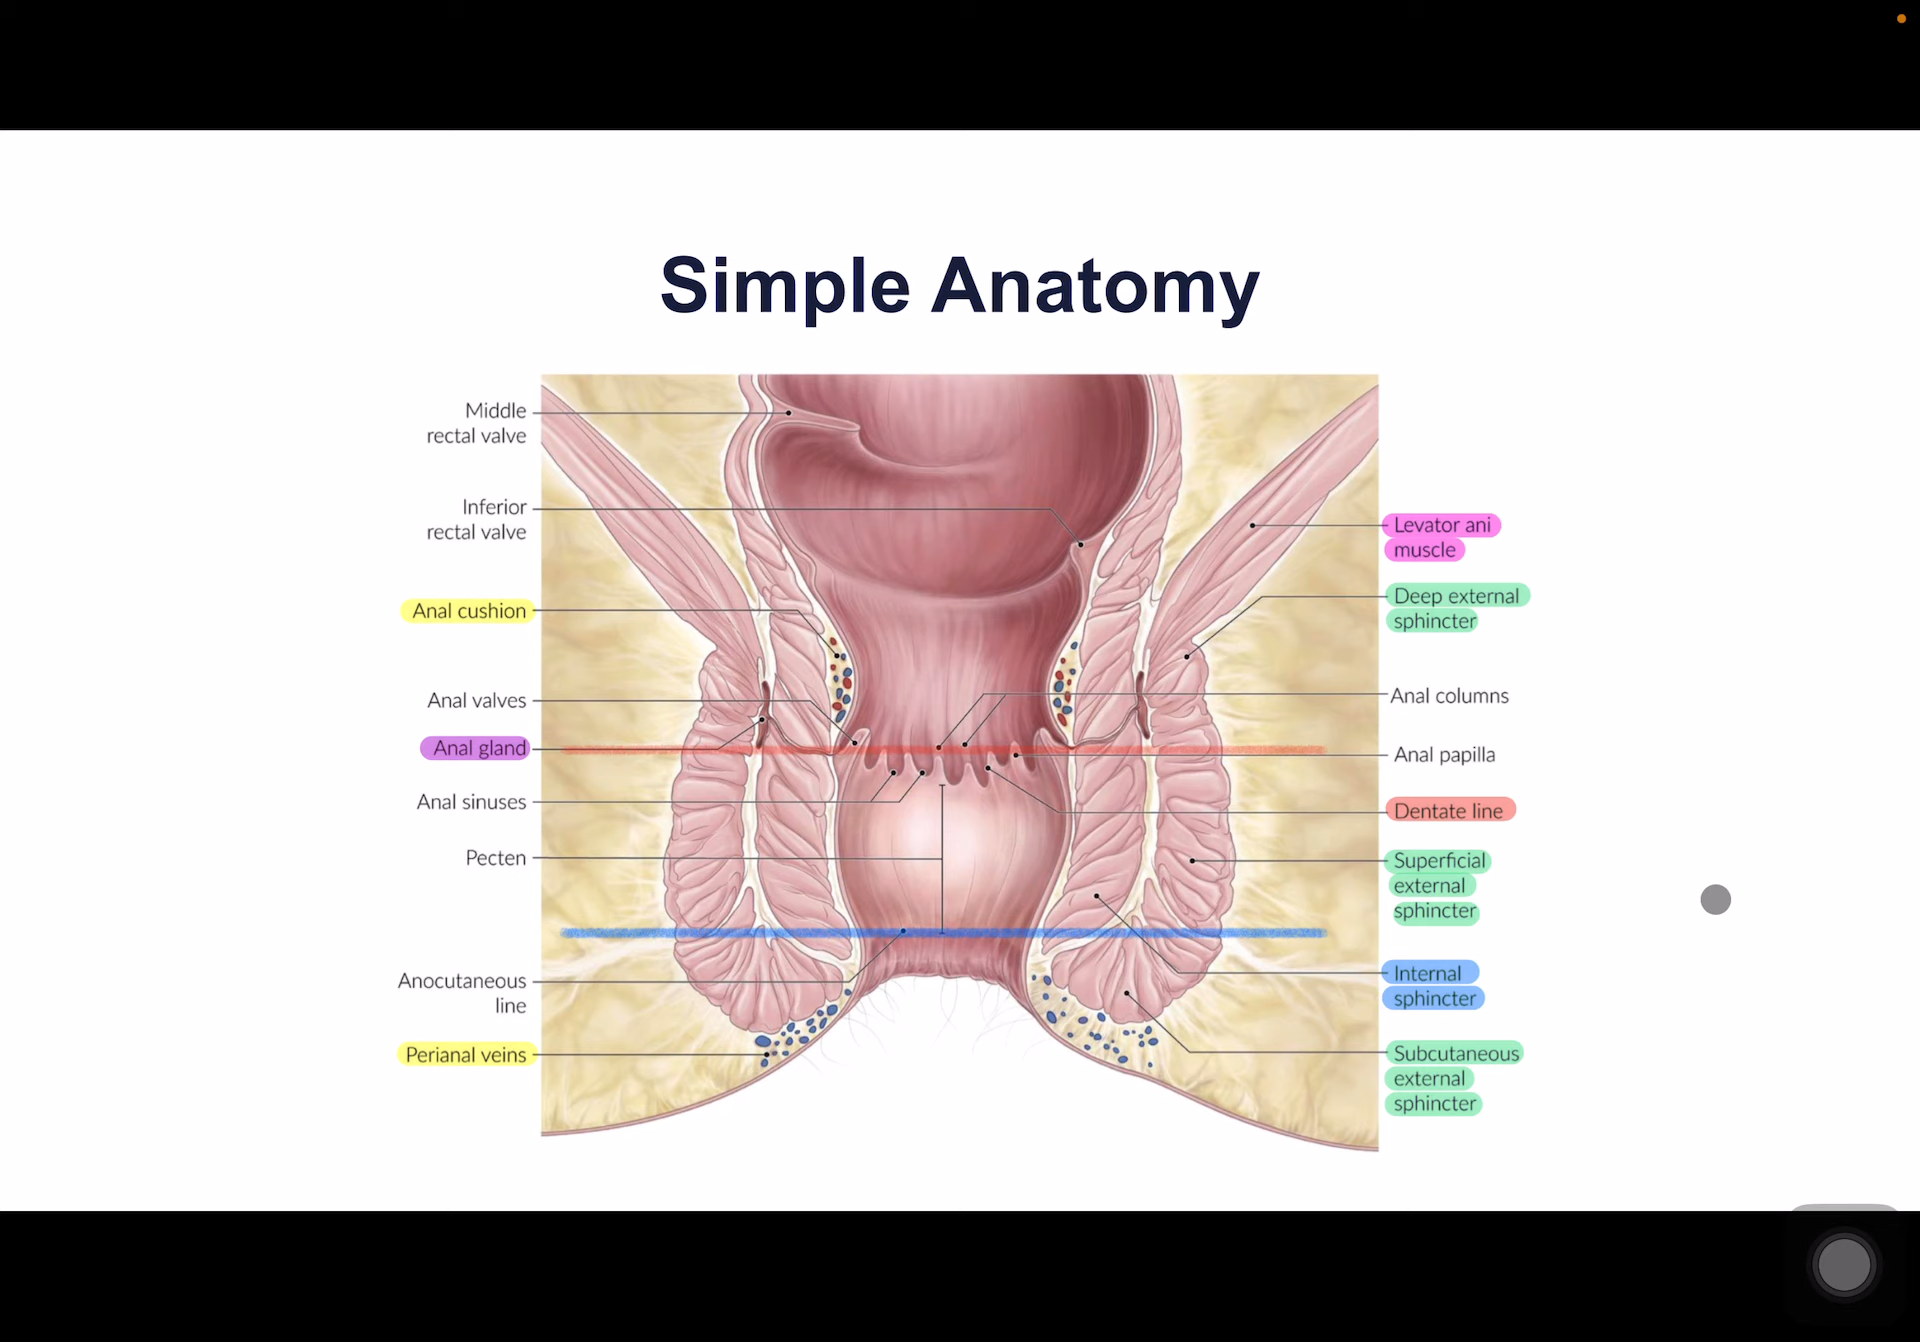 Simple Anatomy
Middle
rectal valve
Inferior
rectal valve
Anal cushion
Anal valves
Anal gland
Anal sinuses
Pecten
Anocutaneous
line
Perianal veins
Levator ani
muscle
Deep external
sphincter
Anal columns
Anal papilla
Dentate line
Superficial
external
sphincter
Internal
sphincter
Subcutaneous
external
sphincter